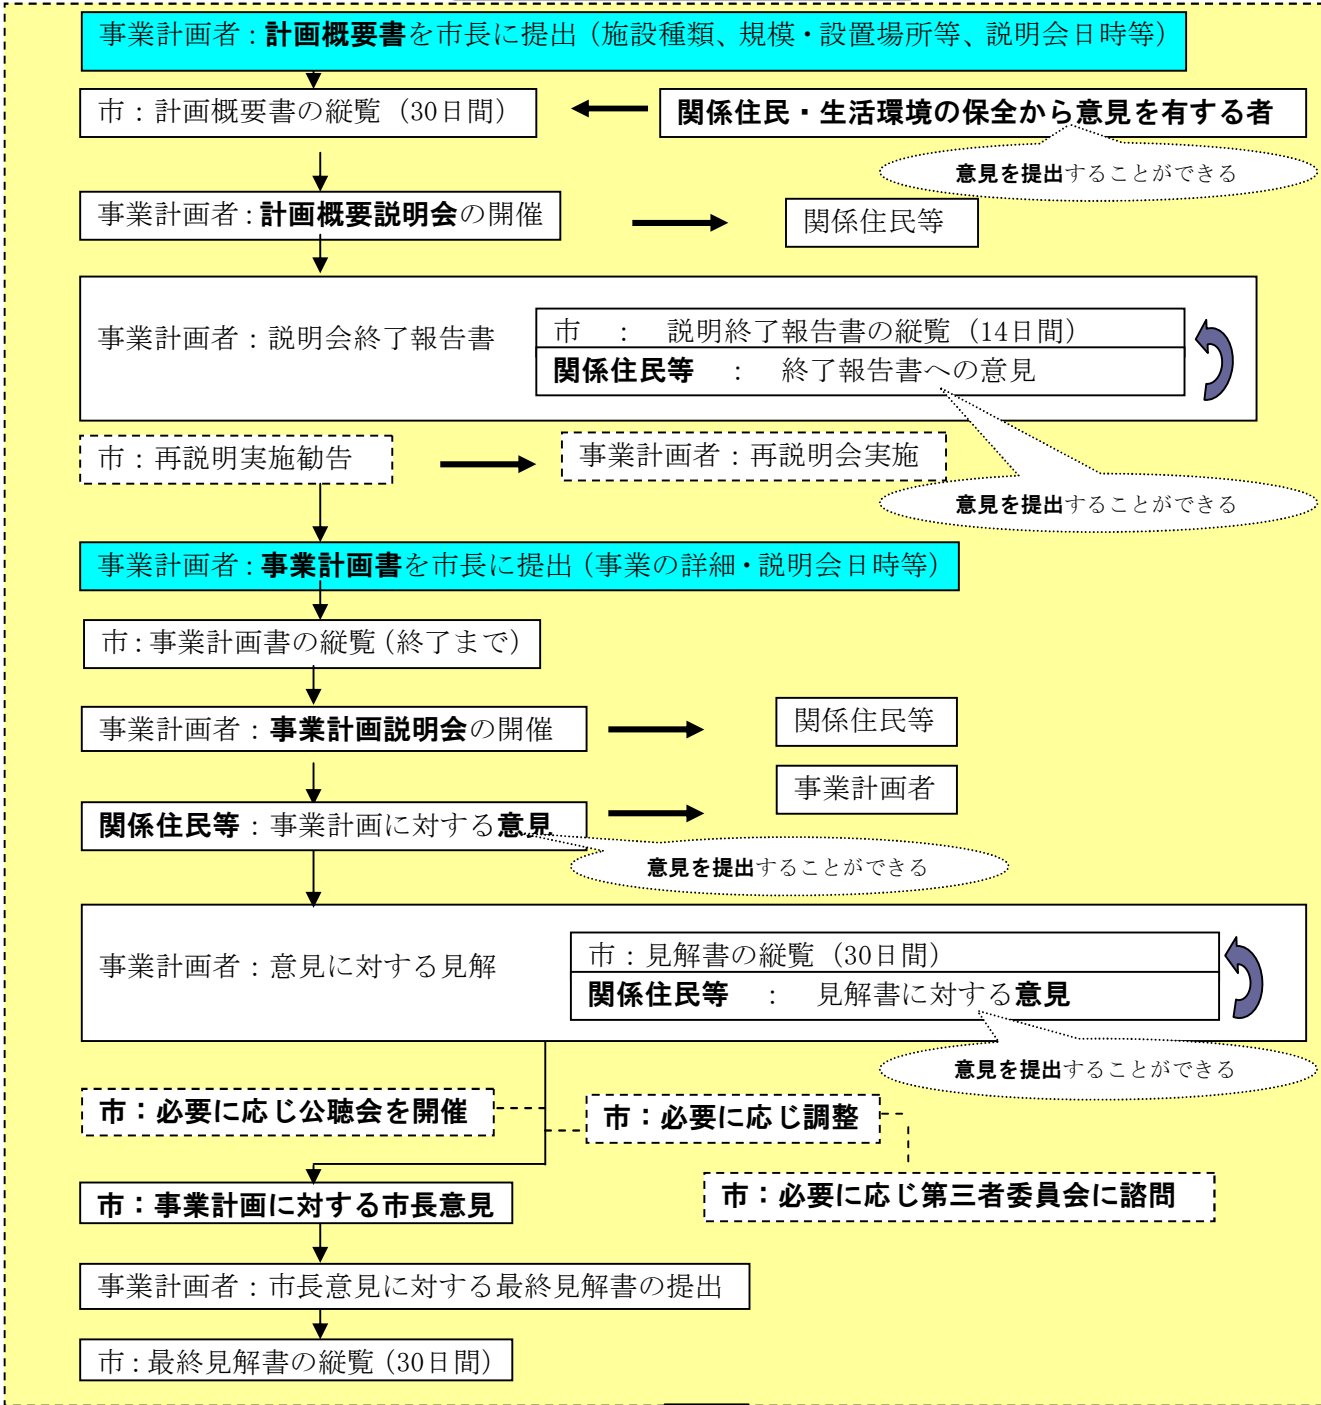 事業計画者：計画概要書を市長に提出（施設種類、規模・設置場所等、説明会日時等）
市：計画概要書の縦覧（30日間）
関係住民・生活環境の保全から意見を有する者
意見を提出することができる
事業計画者：計画概要説明会の開催
関係住民等
事業計画者：説明会終了報告書
市　：　説明終了報告書の縦覧（14日間）
関係住民等　：　終了報告書への意見
市：再説明実施勧告
事業計画者：再説明会実施
意見を提出することができる
事業計画者：事業計画書を市長に提出（事業の詳細・説明会日時等）
市：事業計画書の縦覧（終了まで）
事業計画者：事業計画説明会の開催
関係住民等
事業計画者
関係住民等：事業計画に対する意見
意見を提出することができる
事業計画者：意見に対する見解
市：見解書の縦覧（30日間）
関係住民等　：　見解書に対する意見
意見を提出することができる
市：必要に応じ公聴会を開催
市：必要に応じ調整
市：必要に応じ第三者委員会に諮問
市：事業計画に対する市長意見
事業計画者：市長意見に対する最終見解書の提出
市：最終見解書の縦覧（30日間）